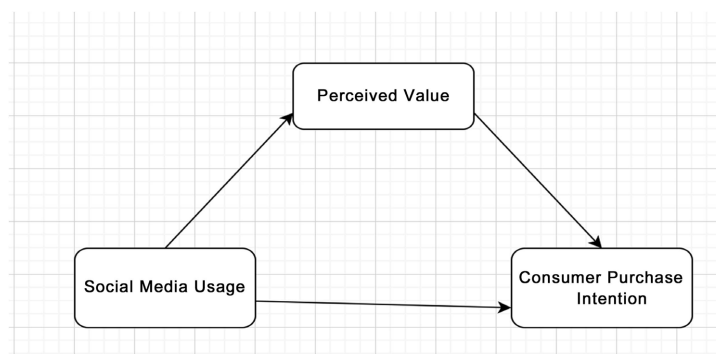 Perceived Value
Social Media Usage
Consumer Purchase
Intention